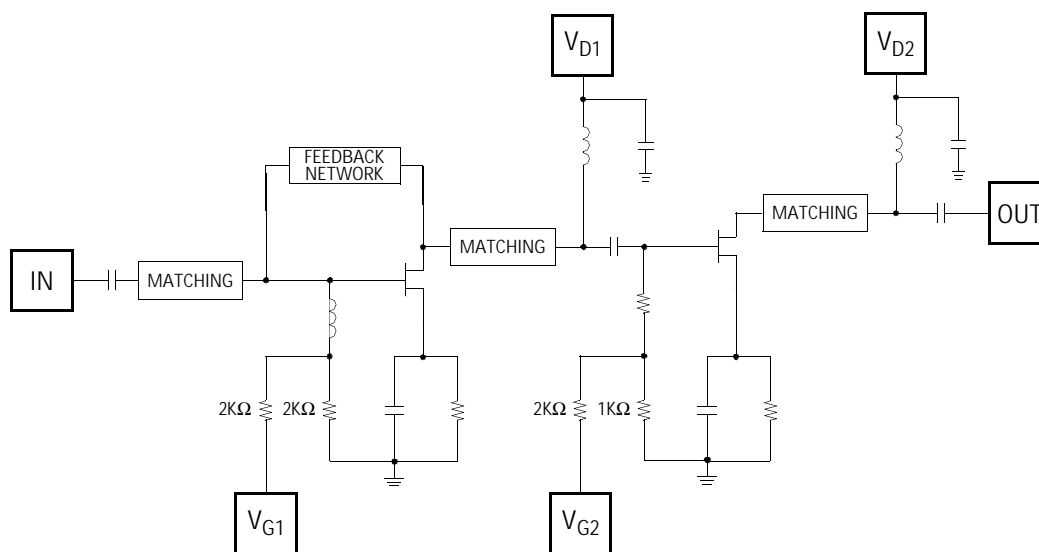 V_D1
V_D2
FEEDBACK
NETWORK
MATCHING
OUT
MATCHING
IN
MATCHING
2KΩ
2KΩ
2KΩ
1KΩ
V_G1
V_G2